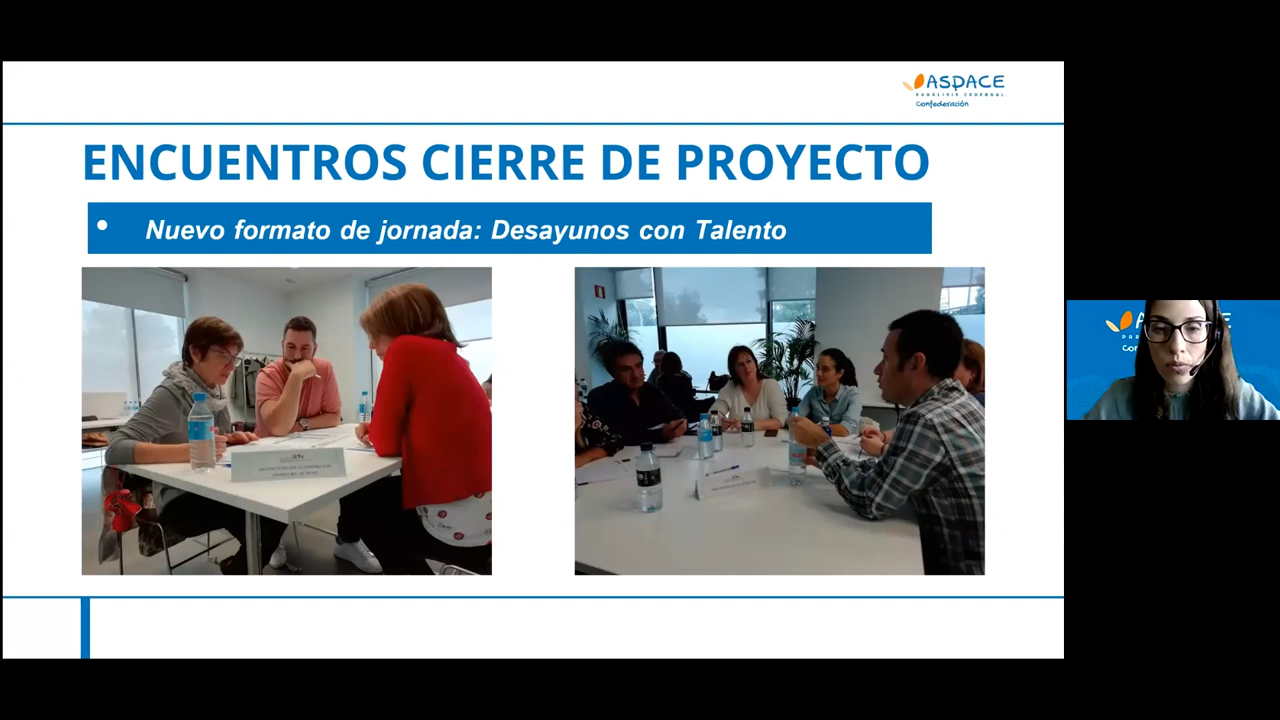 ASPACE
PARÁLISIS CEREBRAL
Confederación
ENCUENTROS CIERRE DE PROYECTO
• Nuevo formato de jornada: Desayunos con Talento